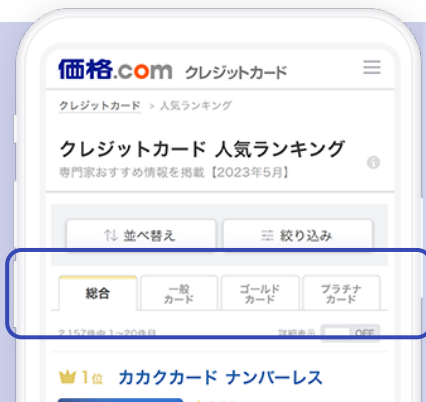 価格.com クレジットカード
クレジットカード > 人気ランキング
クレジットカード 人気ランキング
専門家おすすめ情報を掲載【2023年5月】
並べ替え 絞り込み
総合 一般カード ゴールドカード プラチナカード
2,157件中 1~20件目 詳細表示 OFF
1位 カカクカード ナンバーレス